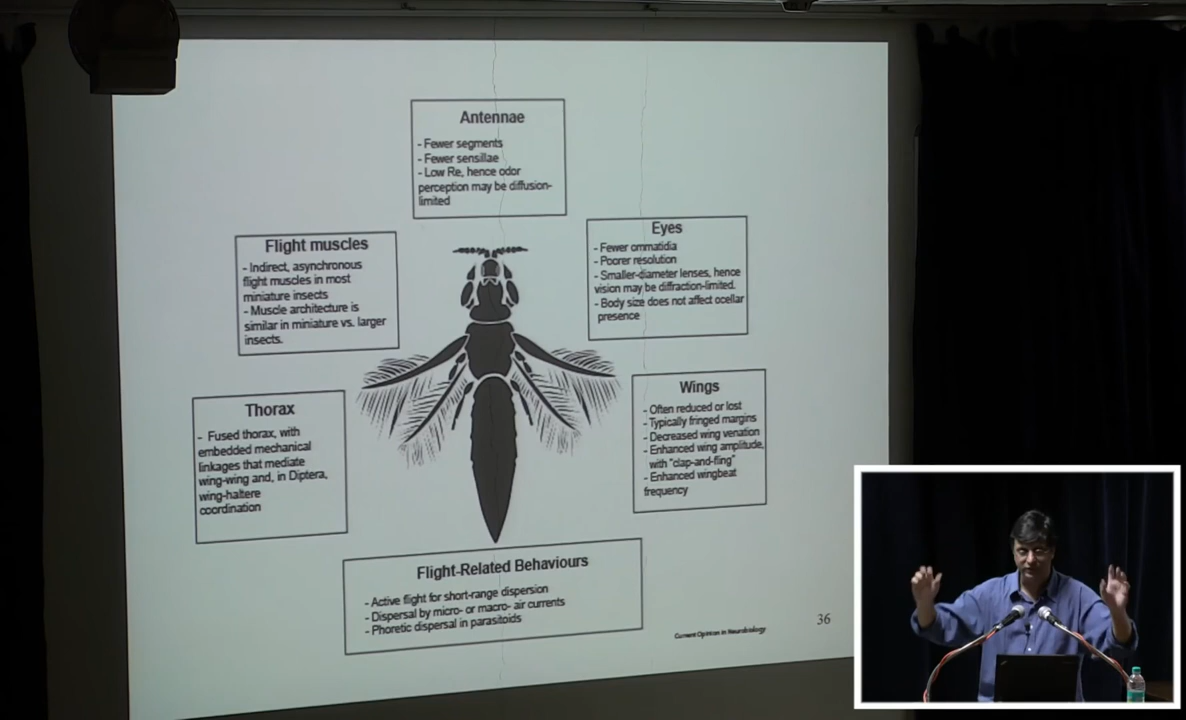 Antennae
- Fewer segments
- Fewer sensillae
- Low Re, hence odor
perception may be diffusion-
limited
Flight muscles
- Indirect, asynchronous
flight muscles in most
miniature insects
- Muscle architecture is
similar in miniature vs. larger
insects.
Eyes
- Fewer ommatidia
- Poorer resolution
- Smaller-diameter lenses, hence
vision may be diffraction-limited.
- Body size does not affect ocellar
presence
Thorax
- Fused thorax, with
embedded mechanical
linkages that mediate
wing-wing and, in Diptera,
wing-haltere
coordination
Wings
- Often reduced or lost
- Typically fringed margins
- Decreased wing venation
- Enhanced wing amplitude,
with "clap-and-fling"
- Enhanced wingbeat
frequency
Flight-Related Behaviours
- Active flight for short-range dispersion
- Dispersal by micro- or macro- air currents
- Phoretic dispersal in parasitoids
Current Opinion in Neurobiology
36